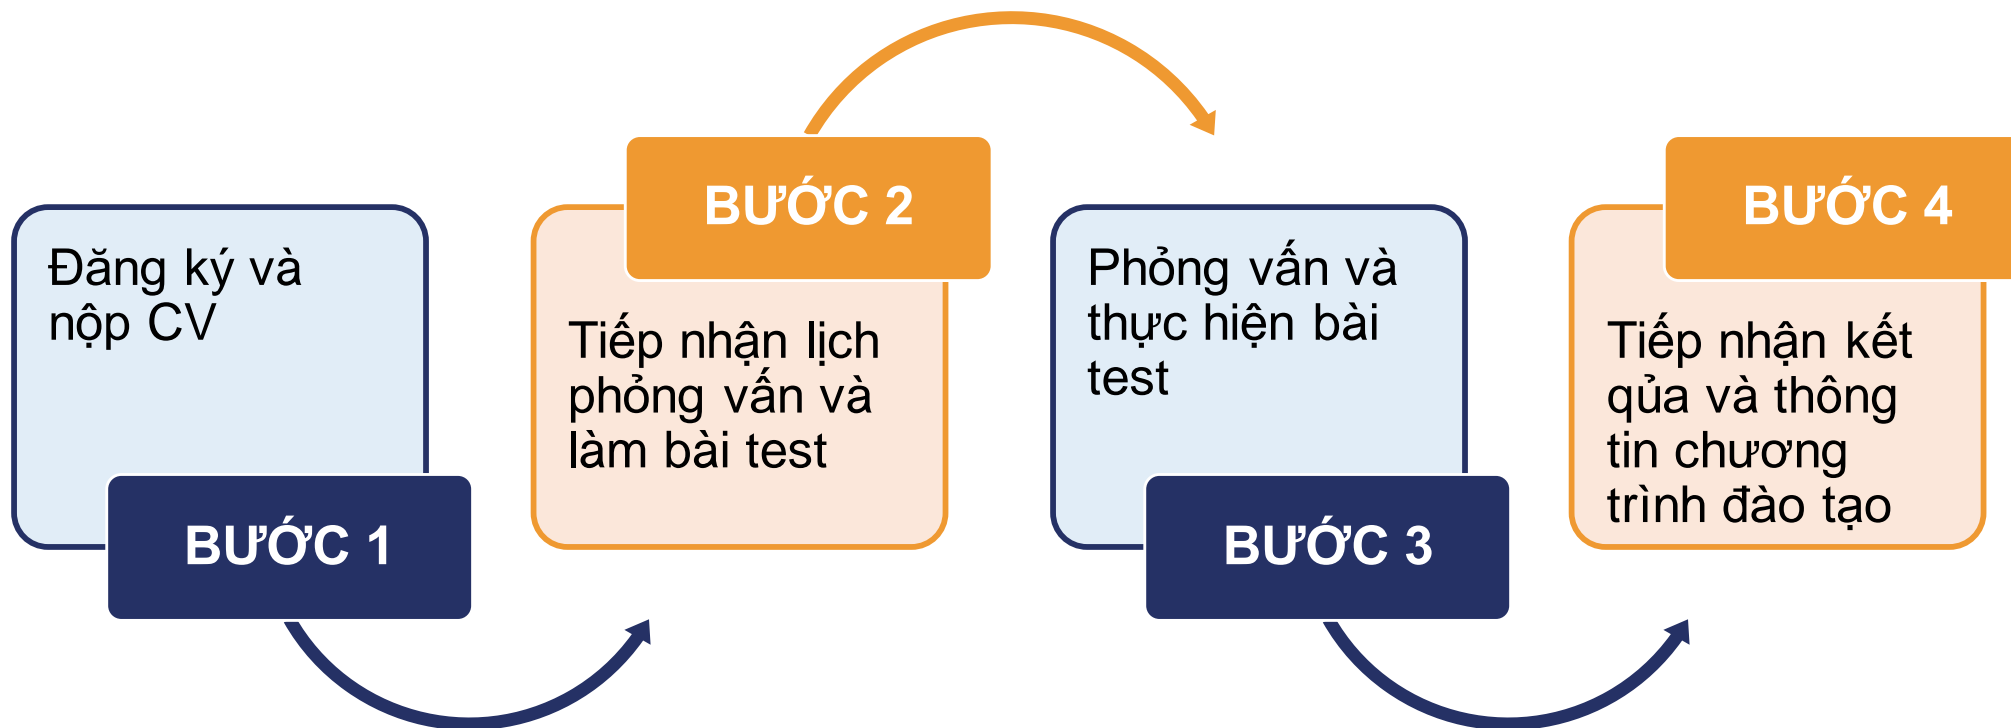 Đăng ký và
nộp CV
BƯỚC 1
BƯỚC 2
Tiếp nhận lịch
phỏng vấn và
làm bài test
Phỏng vấn và
thực hiện bài
test
BƯỚC 3
BƯỚC 4
Tiếp nhận kết
qủa và thông
tin chương
trình đào tạo